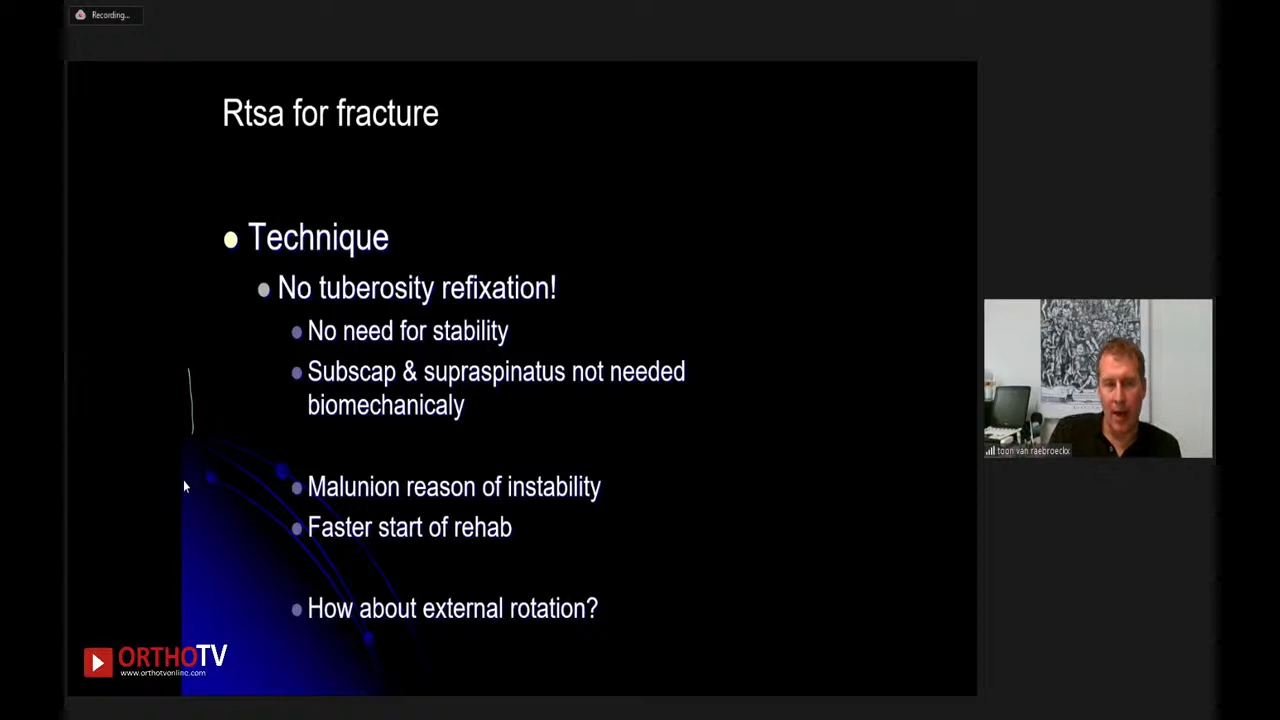 Recording...
Rtsa for fracture
Technique
No tuberosity refixation!
No need for stability
Subscap & supraspinatus not needed
biomechanicaly
Malunion reason of instability
Faster start of rehab
How about external rotation?
toon van raebroeckx
ORTHOTV
www.orthotvonline.com